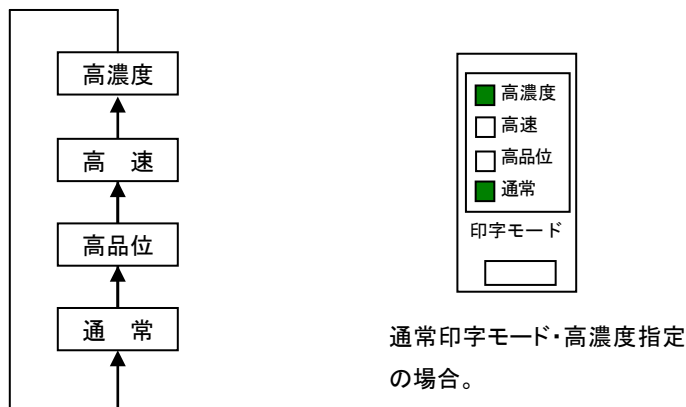 高濃度
高　速
高品位
通　常
高濃度
高速
高品位
通常
印字モード
通常印字モード・高濃度指定
の場合。